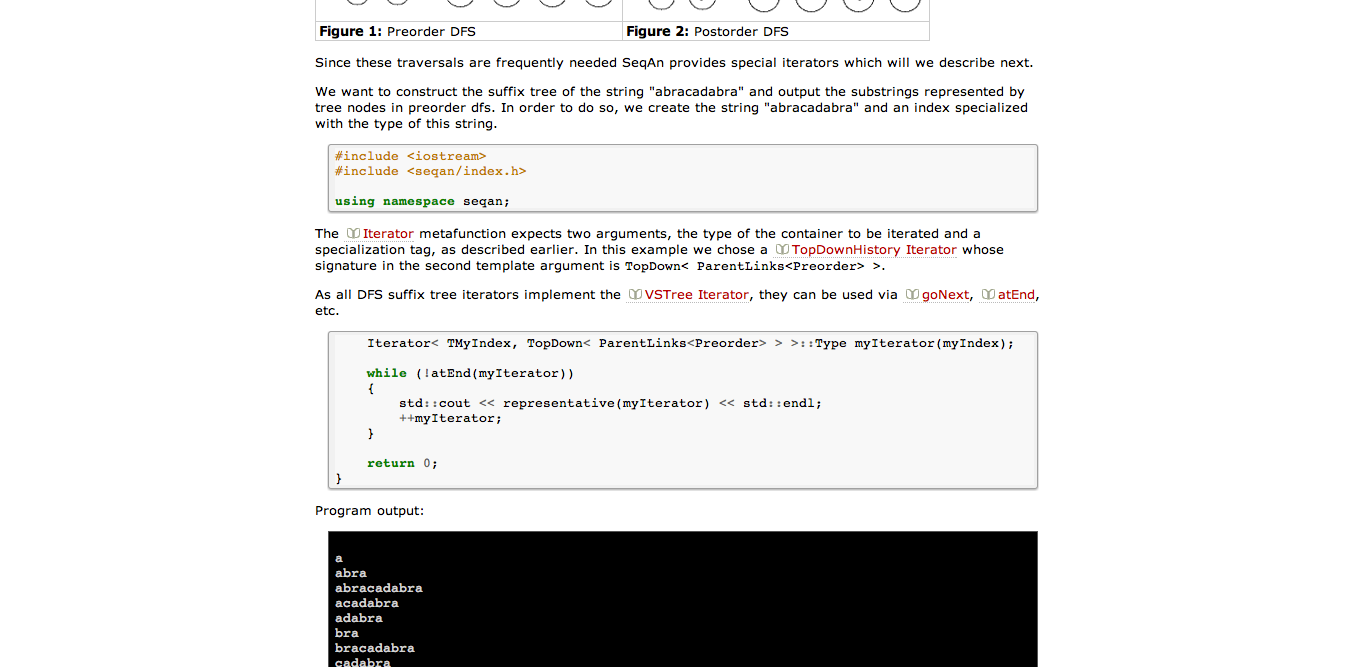 Figure 1: Preorder DFS
Figure 2: Postorder DFS
Since these traversals are frequently needed SeqAn provides special iterators which will we describe next.
We want to construct the suffix tree of the string "abracadabra" and output the substrings represented by
tree nodes in preorder dfs. In order to do so, we create the string "abracadabra" and an index specialized
with the type of this string.
#include <iostream>
#include <seqan/index.h>
using namespace seqan;
The Iterator metafunction expects two arguments, the type of the container to be iterated and a
specialization tag, as described earlier. In this example we chose a TopDownHistory Iterator whose
signature in the second template argument is TopDown< ParentLinks<Preorder> >.
As all DFS suffix tree iterators implement the VSTree Iterator, they can be used via goNext, atEnd,
etc.
Iterator< TMyIndex, TopDown< ParentLinks<Preorder> > >::Type myIterator(myIndex);
while (!atEnd(myIterator))
{
std::cout << representative(myIterator) << std::endl;
++myIterator;
}
return 0;
}
Program output:
a
abra
abracadabra
acadabra
adabra
bra
bracadabra
cadabra